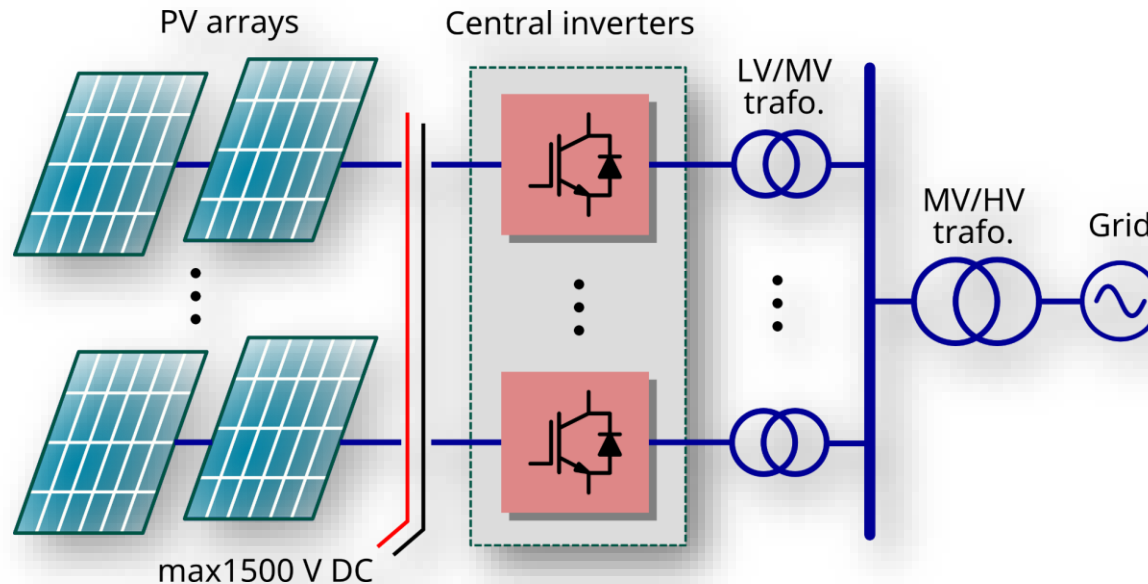 PV arrays
Central inverters
LV/MV
trafo.
MV/HV
trafo.
Grid
max1500 V DC